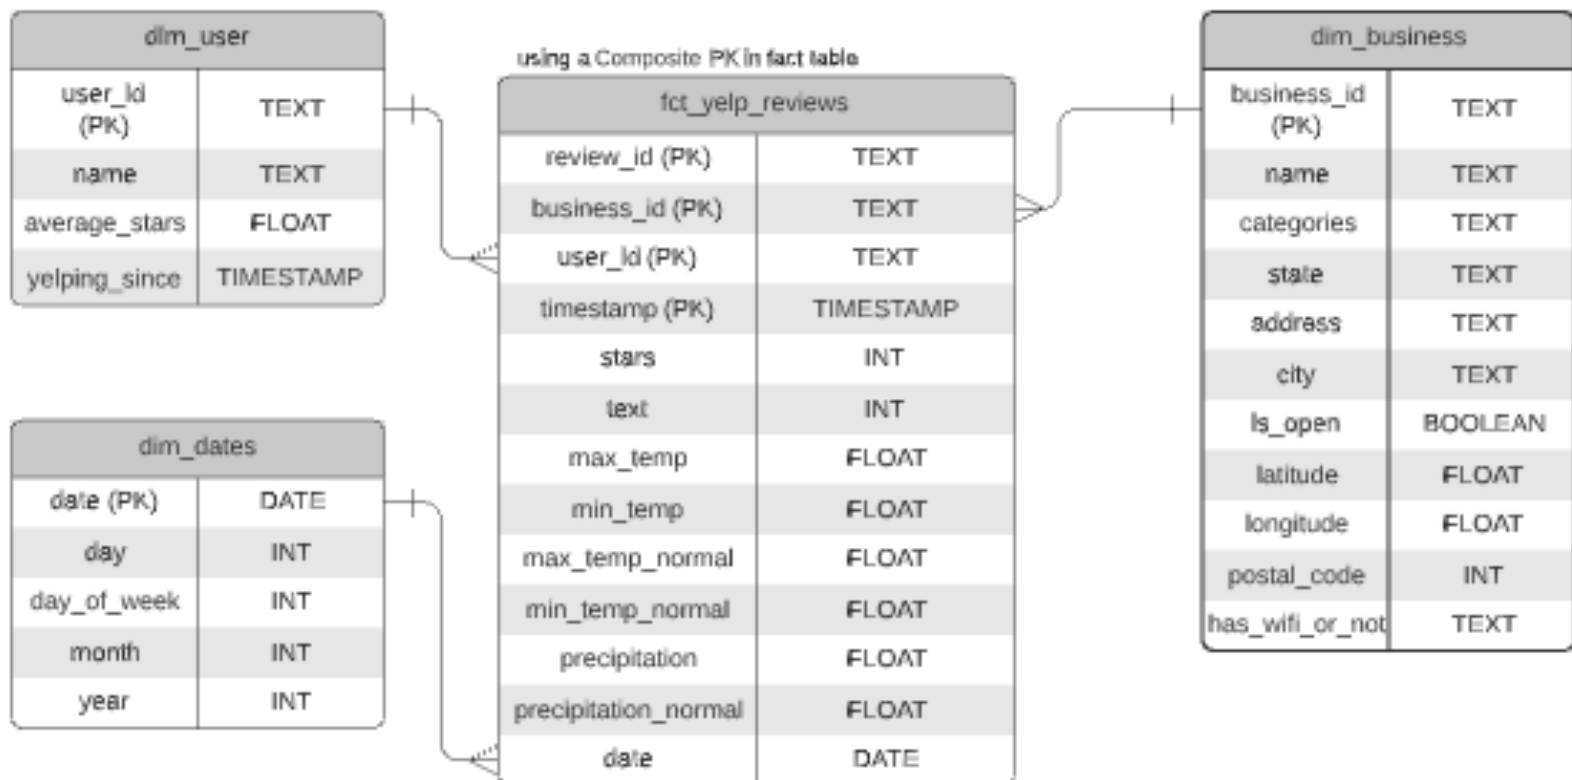 dim_user
user_id
(PK)
TEXT
name
TEXT
average_stars
FLOAT
yelping_since
TIMESTAMP
dim_dates
date (PK)
DATE
day
INT
day_of_week
INT
month
INT
year
INT
using a Composite PK in fact table
fct_yelp_reviews
review_id (PK)
TEXT
business_id (PK)
TEXT
user_id (PK)
TEXT
timestamp (PK)
TIMESTAMP
stars
INT
text
INT
max_temp
FLOAT
min_temp
FLOAT
max_temp_normal
FLOAT
min_temp_normal
FLOAT
precipitation
FLOAT
precipitation_normal
FLOAT
date
DATE
dim_business
business_id
(PK)
TEXT
name
TEXT
categories
TEXT
state
TEXT
address
TEXT
city
TEXT
Is_open
BOOLEAN
latitude
FLOAT
longitude
FLOAT
postal_code
INT
has_wifi_or_not
TEXT